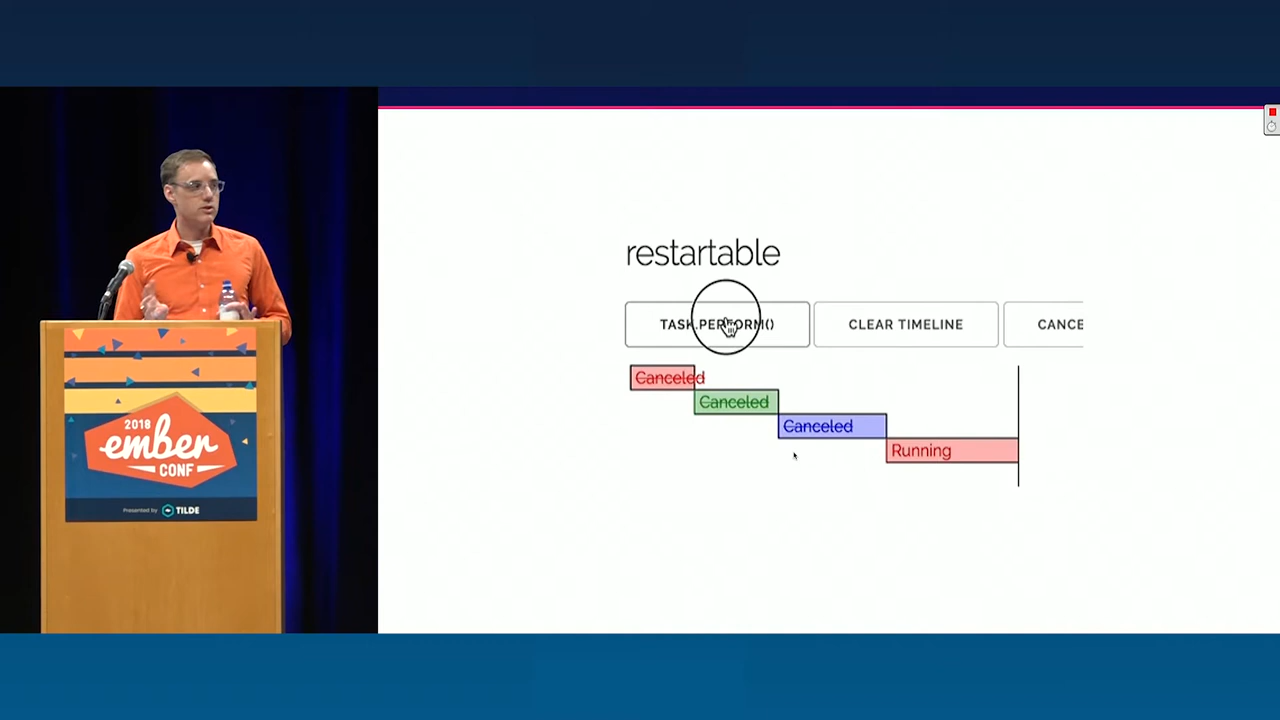 restartable
TASK.PERFORM()
CLEAR TIMELINE
CANCE
Canceled
Canceled
Canceled
Running
2018
ember
CONF
Presented by TILDE